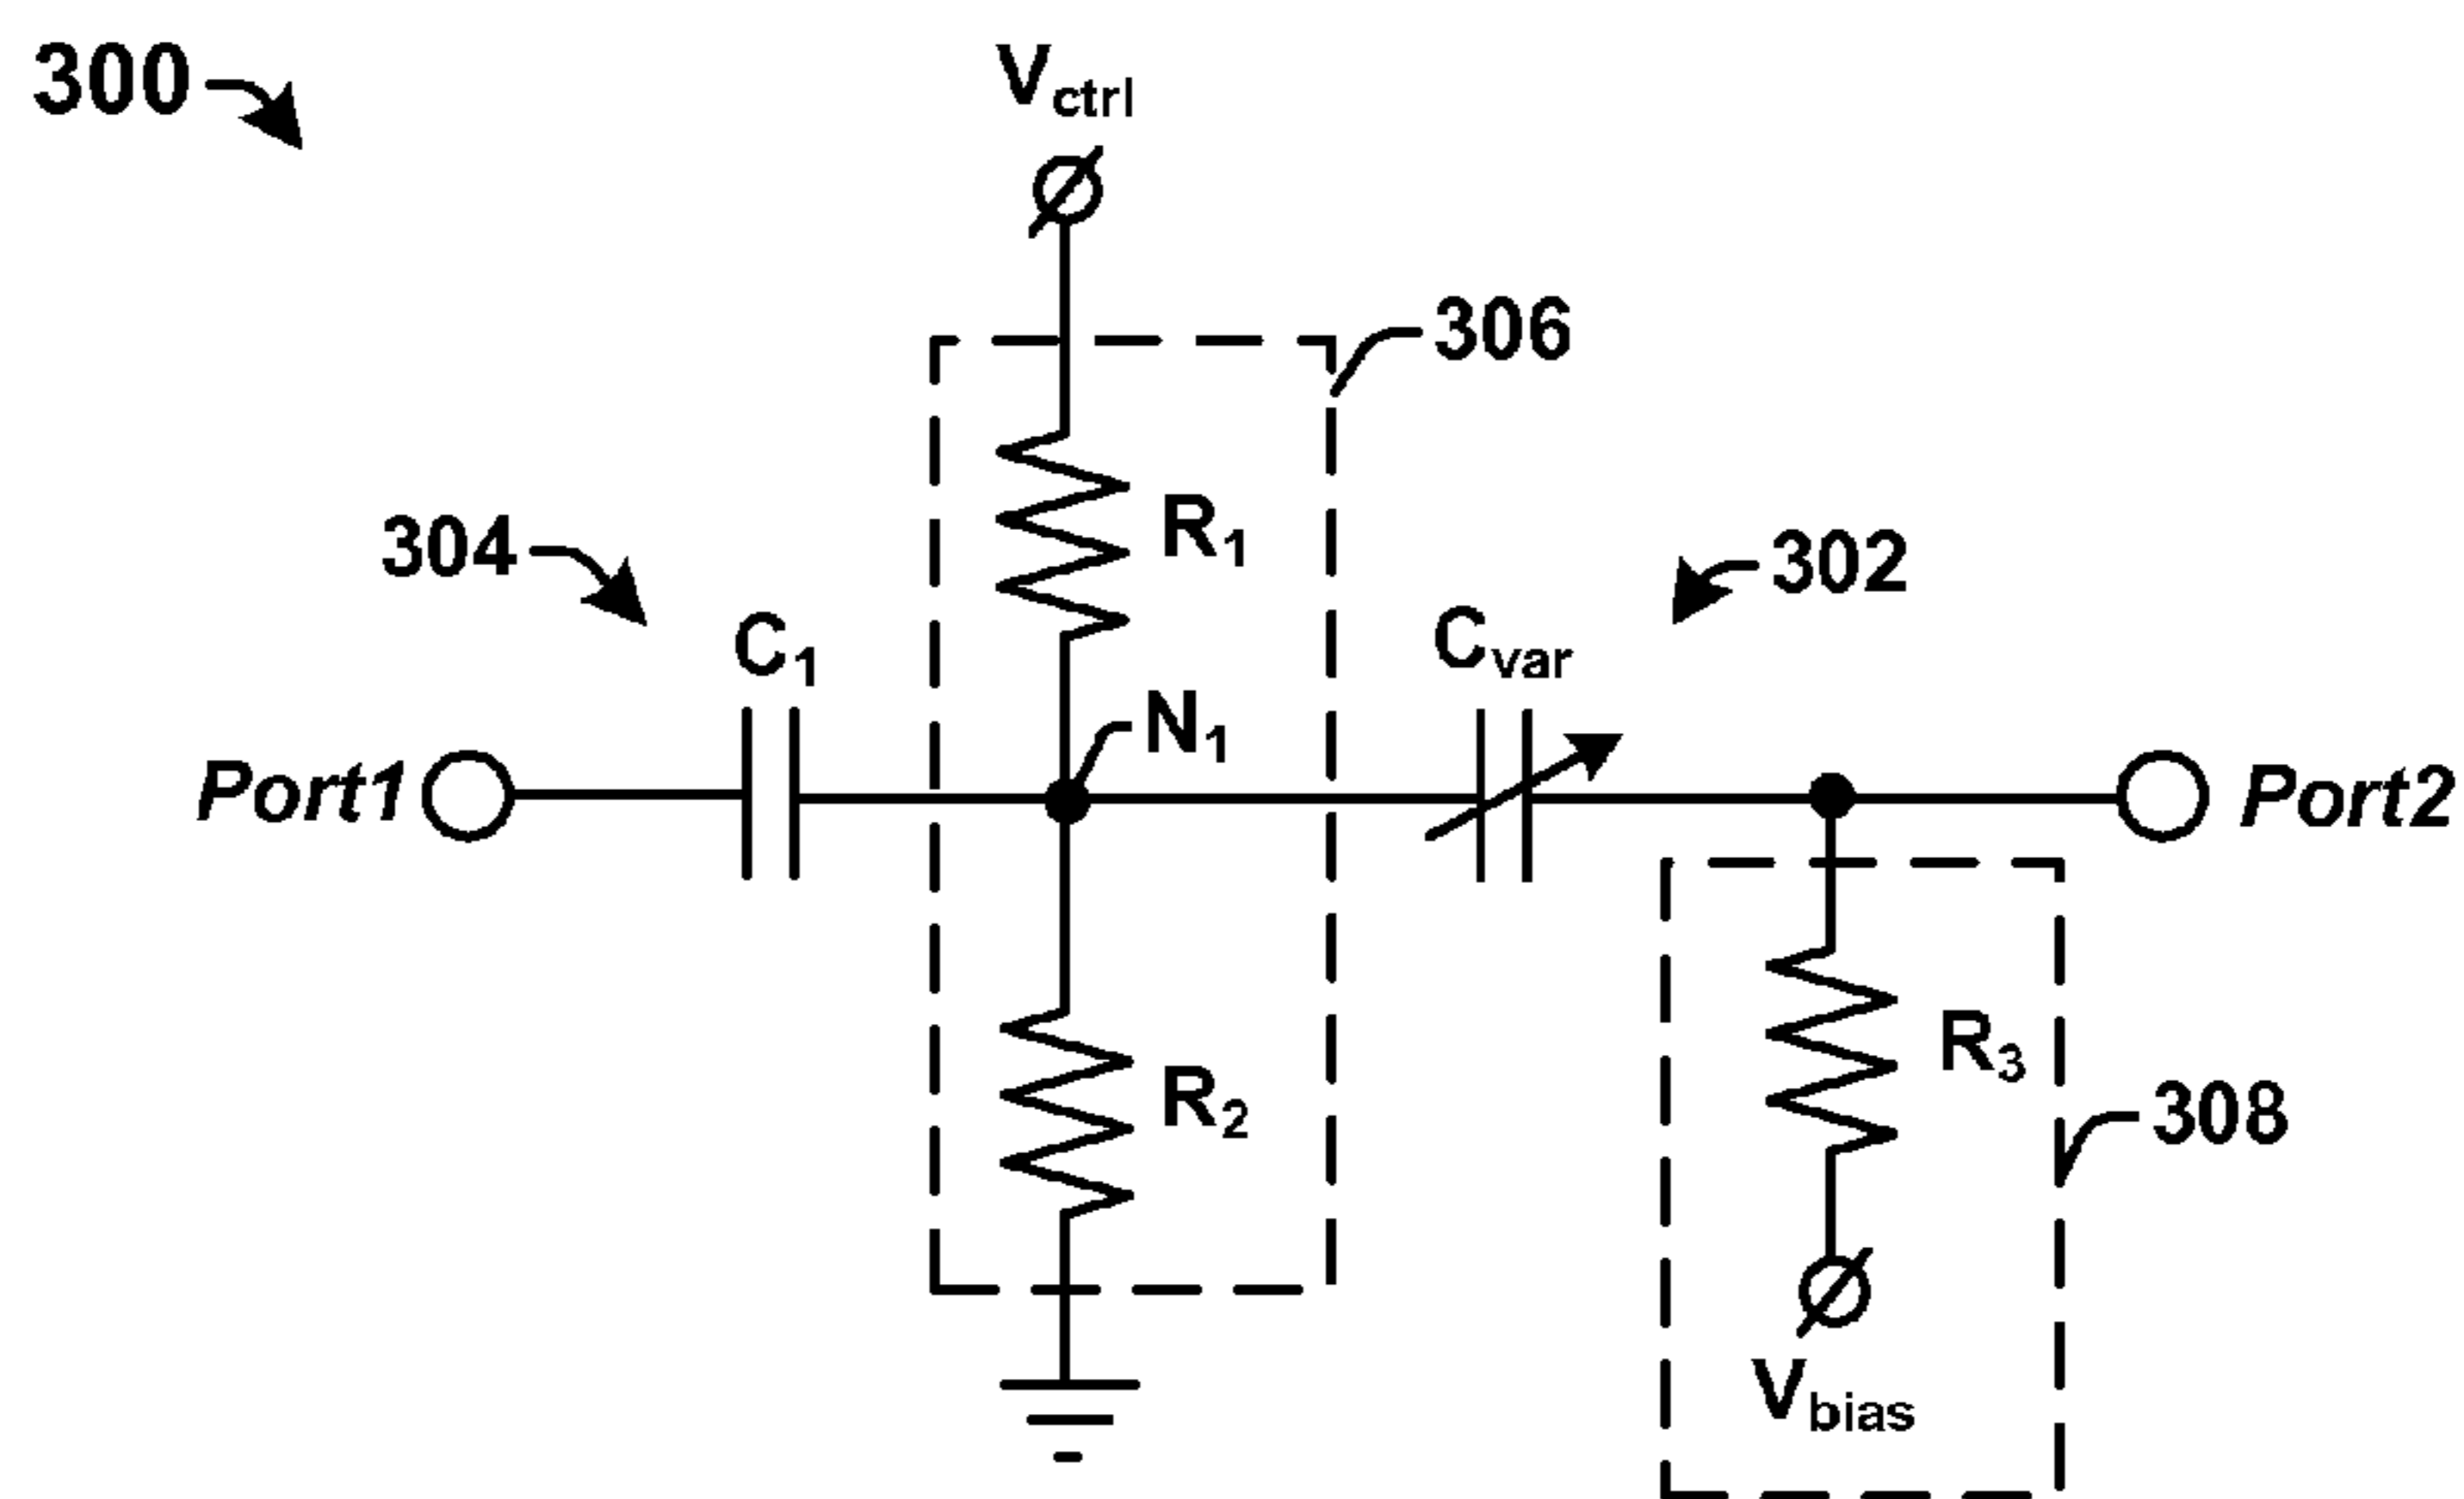 300
Vctrl
306
304
R1
302
C1
Cvar
N1
Port1
Port2
R3
R2
308
Vbias